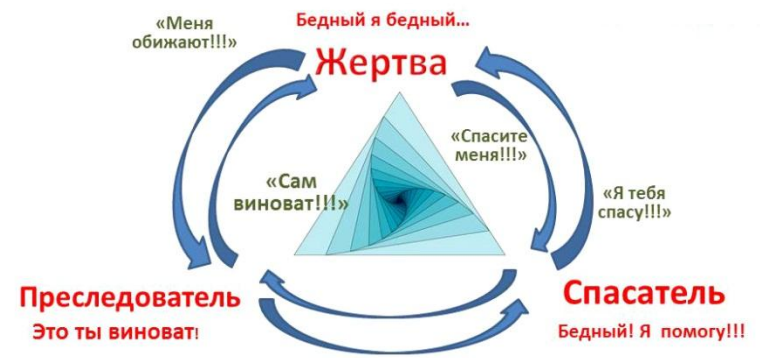 Бедный я бедный...
«Меня
обижают!!!»
Жертва
«Спасите
меня!!!»
«Сам
виноват!!!»
«Я тебя
спасу!!!»
Преследователь
Это ты виноват!
Спасатель
Бедный! Я помогу!!!